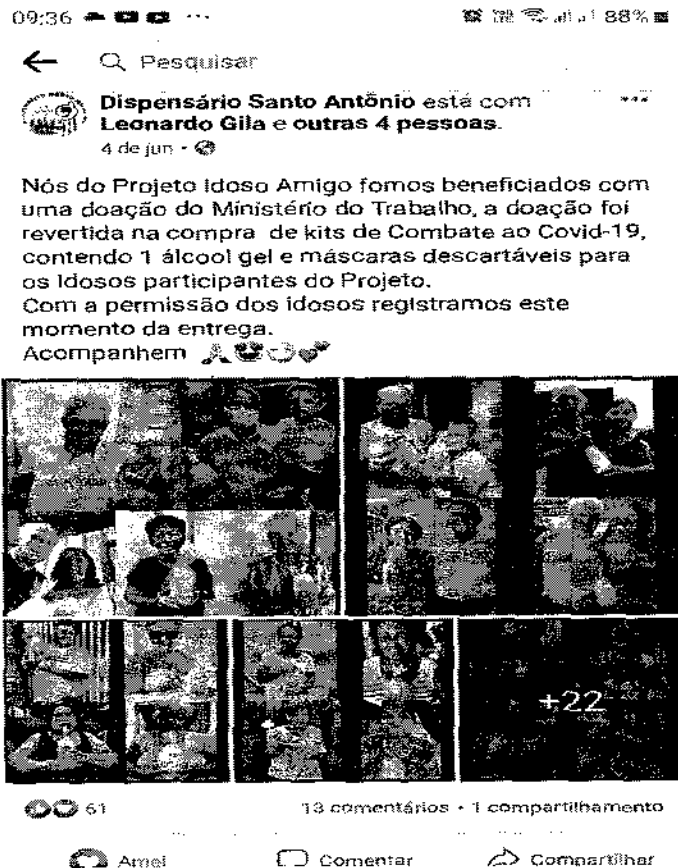 09:36 88%
Pesquisar
Dispensário Santo Antônio está com
Leonardo Gila e outras 4 pessoas.
4 de jun
Nós do Projeto Idoso Amigo fomos beneficiados com
uma doação do Ministério do Trabalho, a doação foi
revertida na compra de kits de Combate ao Covid-19,
contendo 1 álcool gel e máscaras descartáveis para
os Idosos participantes do Projeto.
Com a permissão dos idosos registramos este
momento da entrega.
Acompanhem
+22
61 13 comentários • 1 compartilhamento
Amei Comentar Compartilhar